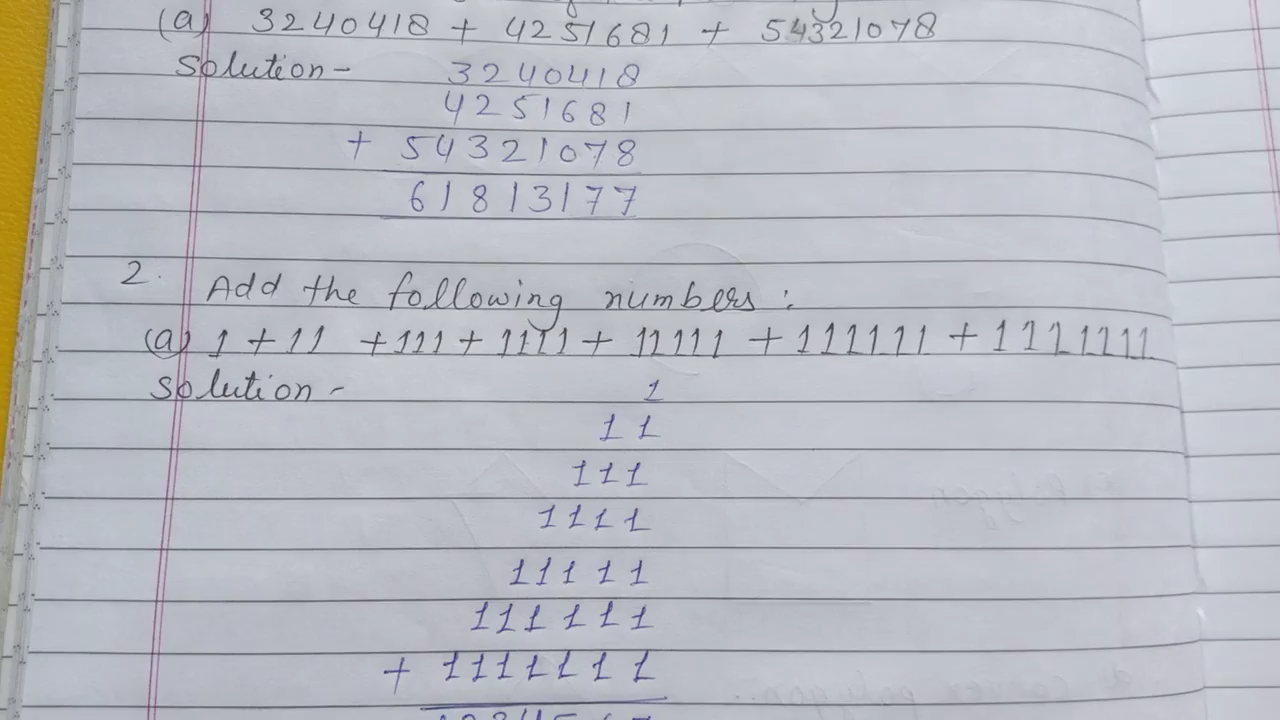 (a) 3240418 + 4251681 + 54321078
Solution - 3240418
4251681
+ 54321078
61813177
2. Add the following numbers :
(a) 1 + 11 + 111 + 1111 + 11111 + 111111 + 1111111
Solution - 1
11
111
1111
11111
111111
+ 1111111